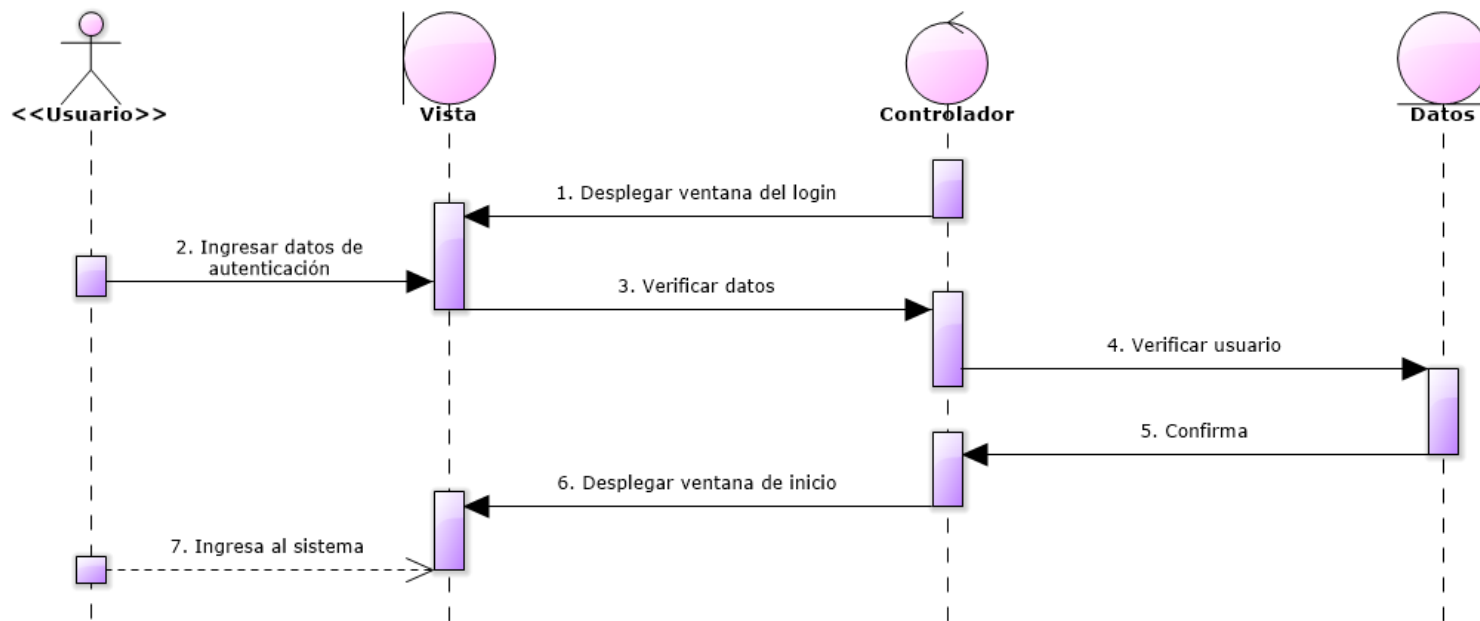 <<Usuario>>
Vista
Controlador
Datos
1. Desplegar ventana del login
2. Ingresar datos de
autenticación
3. Verificar datos
4. Verificar usuario
5. Confirma
6. Desplegar ventana de inicio
7. Ingresa al sistema